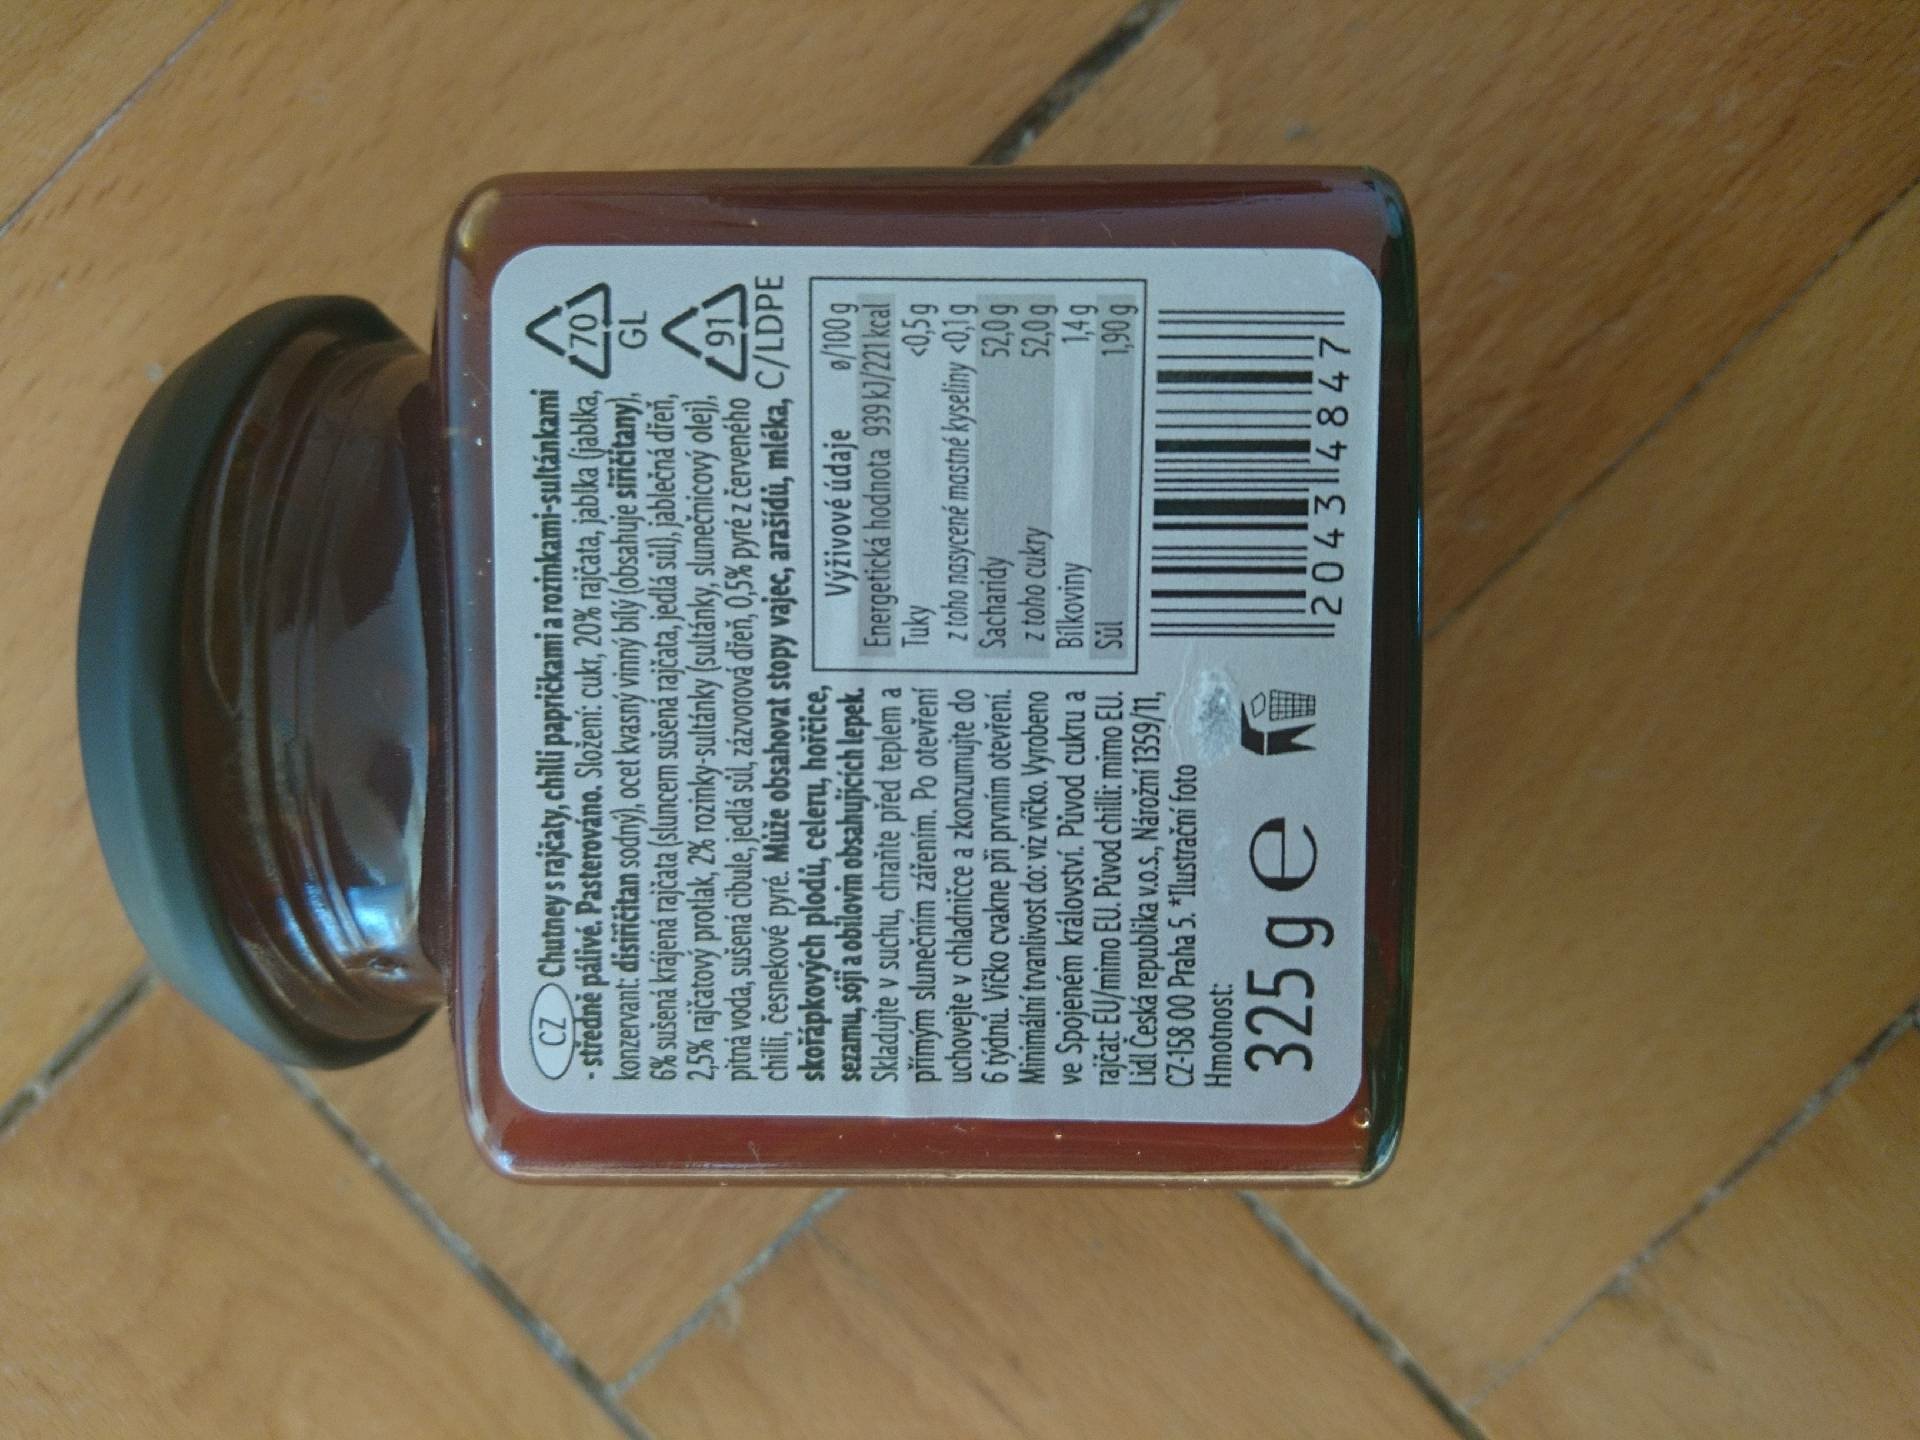 CZ Chutney s rajčaty, chilli papričkami a rozinkami-sultánkami
- středně pálivé. Pasterováno. Složení: cukr, 20% rajčata, jablka (jablka,
konzervant: disiřičitan sodný), ocet kvasný vinný bílý (obsahuje siřičitany),
6% sušená krájená rajčata (sluncem sušená rajčata, jedlá sůl), jablečná dřeň,
2,5% rajčatový protlak, 2% rozinky-sultánky (sultánky, slunečnicový olej),
pitná voda, sušená cibule, jedlá sůl, zázvorová dřeň, 0,5% pyré z červeného
chilli, česnekové pyré. Může obsahovat stopy vajec, arašídů, mléka,
skořápkových plodů, celeru, hořčice,
sezamu, sóji a obilovin obsahujících lepek.
Skladujte v suchu, chraňte před teplem a
přímým slunečním zářením. Po otevření
uchovejte v chladničce a zkonzumujte do
6 týdnů. Víčko cvakne při prvním otevření.
Minimální trvanlivost do: viz víčko. Vyrobeno
ve Spojeném království. Původ cukru a
rajčat: EU/mimo EU. Původ chilli: mimo EU.
Lidl Česká republika v.o.s., Nárožní 1359/11,
CZ-158 00 Praha 5. *Ilustrační foto
Hmotnost:
325 g e
70
GL
91
C/LDPE
Výživové údaje ø/100 g
Energetická hodnota 939 kJ/221 kcal
Tuky <0,5 g
z toho nasycené mastné kyseliny <0,1 g
Sacharidy 52,0 g
z toho cukry 52,0 g
Bílkoviny 1,4 g
Sůl 1,90 g
20434847